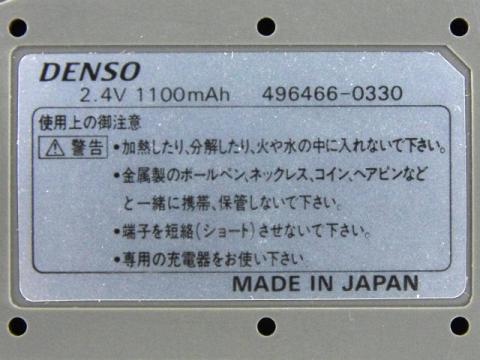 DENSO
2.4V 1100mAh 496466-0330
使用上の御注意
⚠警告 •加熱したり、分解したり、火や水の中に入れないで下さい。
•金属製のボールペン、ネックレス、コイン、ヘアピンなど
と一緒に携帯、保管しないで下さい。
•端子を短絡(ショート)させないで下さい。
•専用の充電器をお使い下さい
MADE IN JAPAN